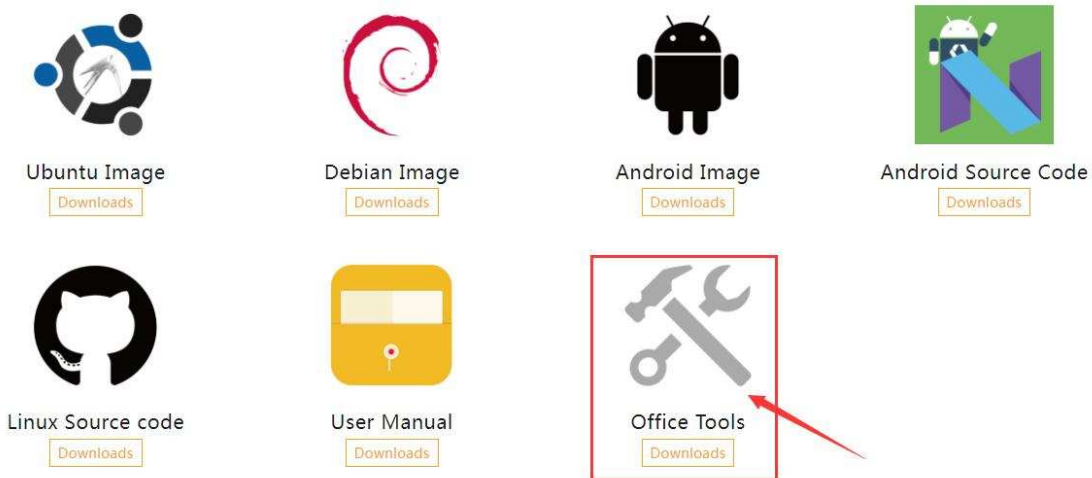 Ubuntu Image
Downloads
Debian Image
Downloads
Android Image
Downloads
Android Source Code
Downloads
Linux Source code
Downloads
User Manual
Downloads
Office Tools
Downloads